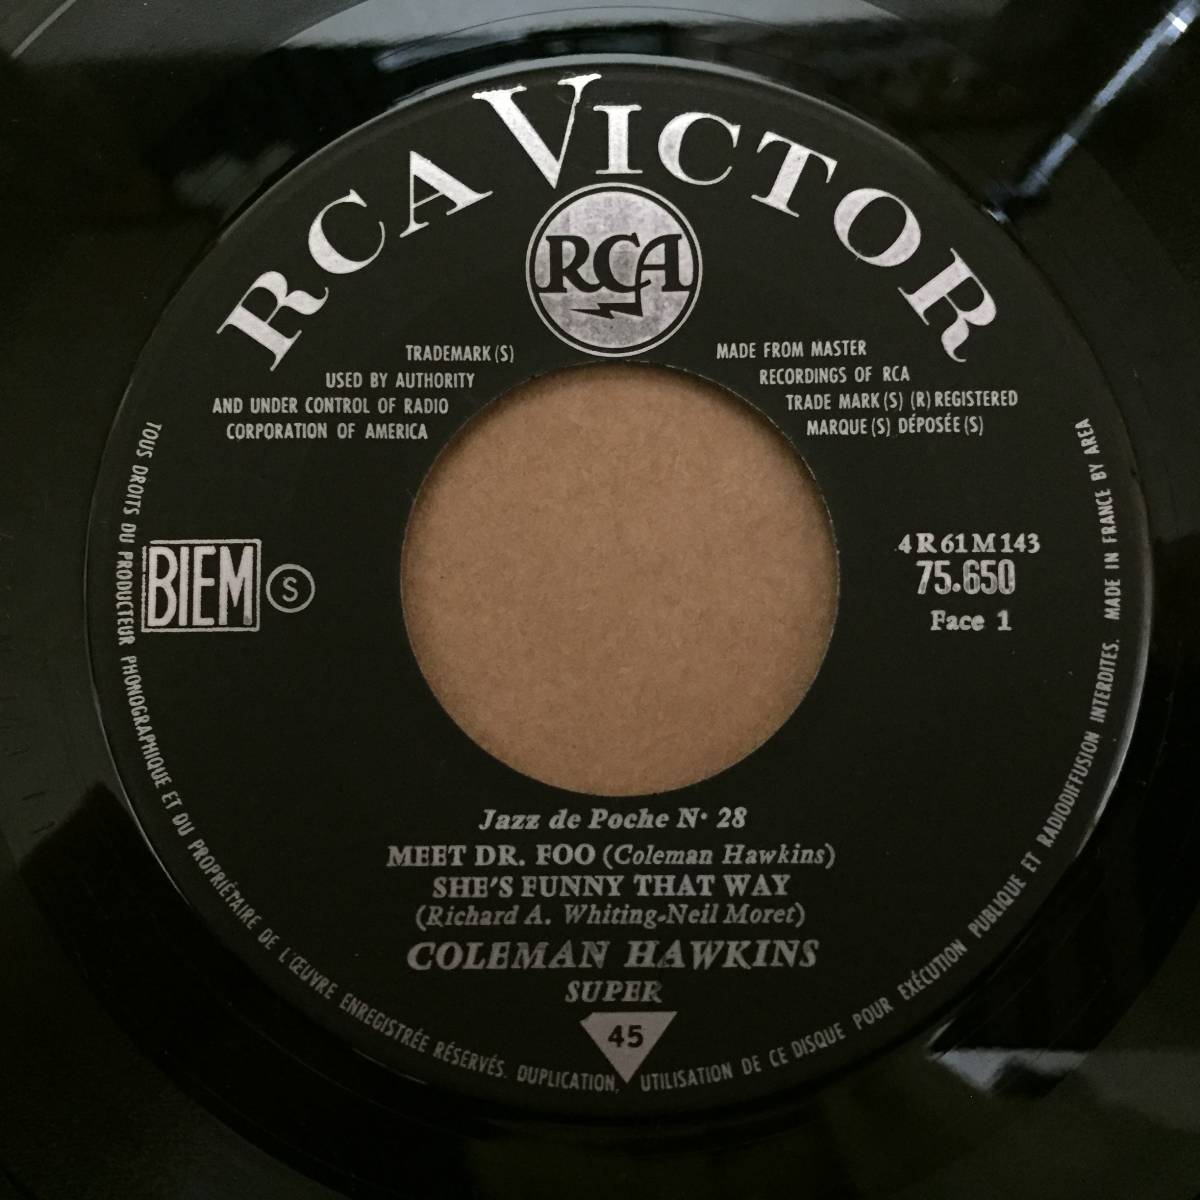 RCA VICTOR
RCA
TRADEMARK (S)
USED BY AUTHORITY
AND UNDER CONTROL OF RADIO
CORPORATION OF AMERICA
MADE FROM MASTER
RECORDINGS OF RCA
TRADE MARK (S) (R) REGISTERED
MARQUE (S) DÉPOSÉE (S)
BIEM
S
4 R 61 M 143
75.650
Face 1
Jazz de Poche N· 28
MEET DR. FOO (Coleman Hawkins)
SHE'S FUNNY THAT WAY
(Richard A. Whiting-Neil Moret)
COLEMAN HAWKINS
SUPER
45
TOUS DROITS DU PRODUCTEUR PHONOGRAPHIQUE ET DU PROPRIÉTAIRE DE L'ŒUVRE ENREGISTRÉE RÉSERVÉS. DUPLICATION, UTILISATION DE CE DISQUE POUR EXÉCUTION PUBLIQUE ET RADIODIFFUSION INTERDITES. MADE IN FRANCE BY AREA